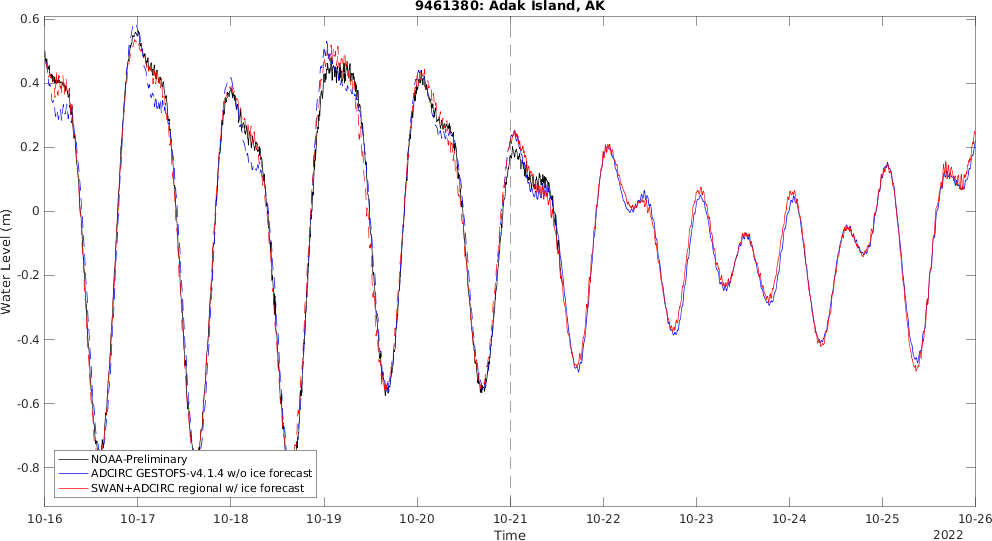 9461380: Adak Island, AK
0.6
0.4
0.2
0
-0.2
-0.4
-0.6
-0.8
Water Level (m)
NOAA-Preliminary
ADCIRC GESTOFS-v4.1.4 w/o ice forecast
SWAN+ADCIRC regional w/ ice forecast
10-16 10-17 10-18 10-19 10-20 10-21 10-22 10-23 10-24 10-25 10-26
Time
2022